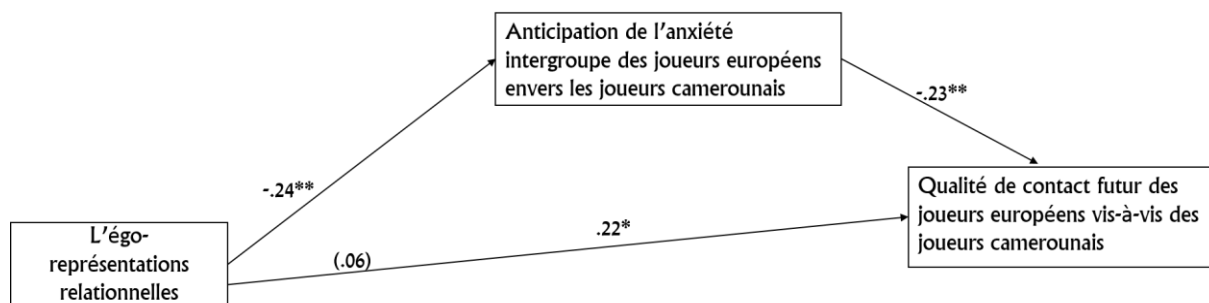 Anticipation de l'anxiété
intergroupe des joueurs européens
envers les joueurs camerounais
-.23**
-.24**
Qualité de contact futur des
joueurs européens vis-à-vis des
joueurs camerounais
.22*
(.06)
L'égo-
représentations
relationnelles